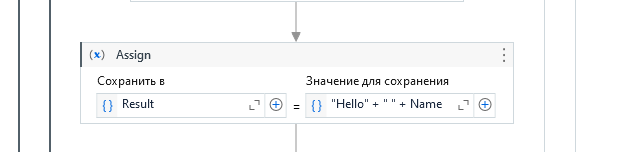 (x) Assign
Сохранить в
Значение для сохранения
{ } Result = { } "Hello" + " " + Name